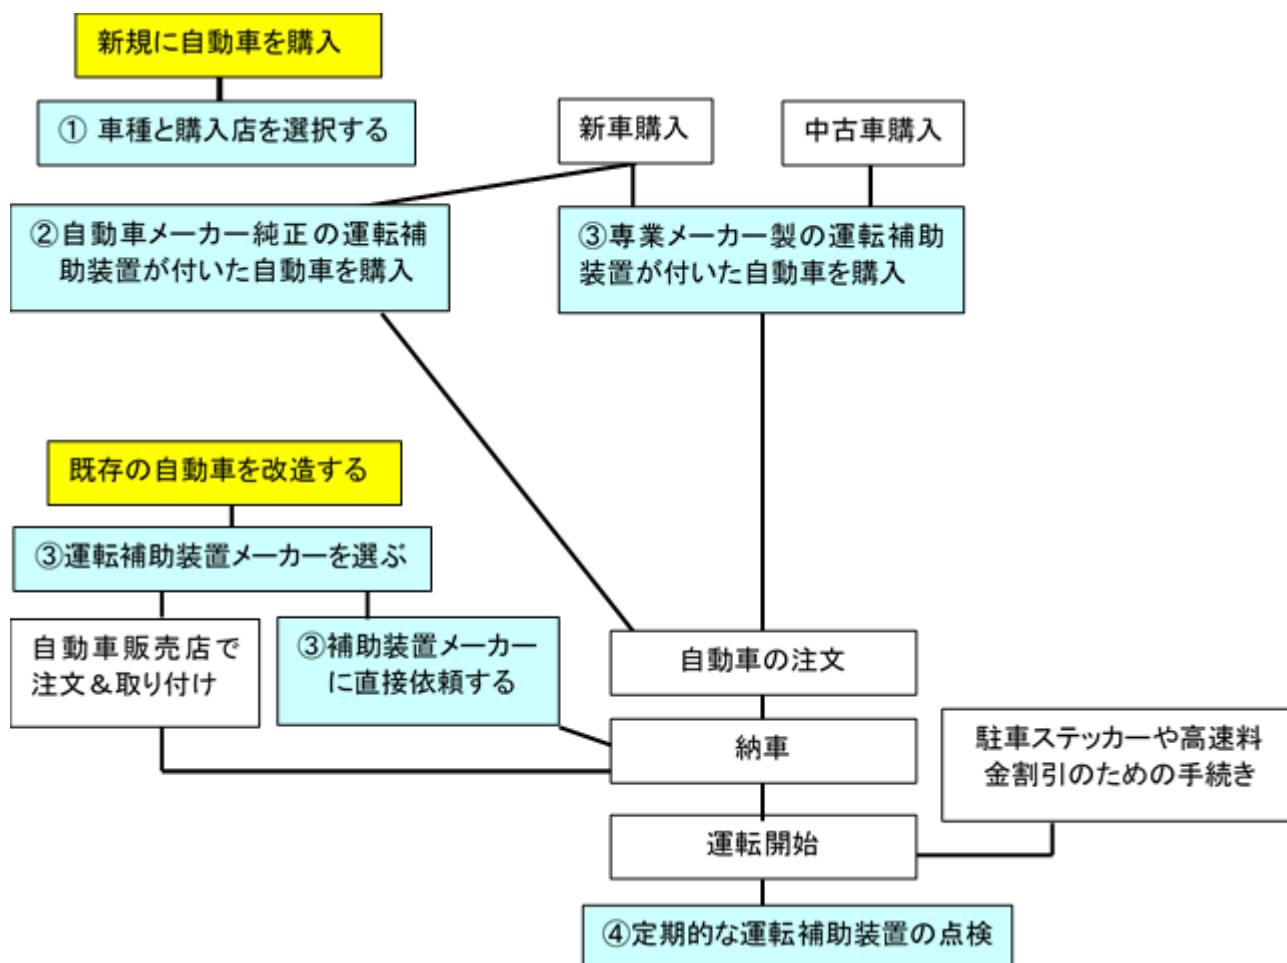 新規に自動車を購入
① 車種と購入店を選択する
新車購入
中古車購入
②自動車メーカー純正の運転補
助装置が付いた自動車を購入
③専業メーカー製の運転補助
装置が付いた自動車を購入
既存の自動車を改造する
③運転補助装置メーカーを選ぶ
自動車販売店で
注文＆取り付け
③補助装置メーカー
に直接依頼する
自動車の注文
納車
駐車ステッカーや高速料
金割引のための手続き
運転開始
④定期的な運転補助装置の点検